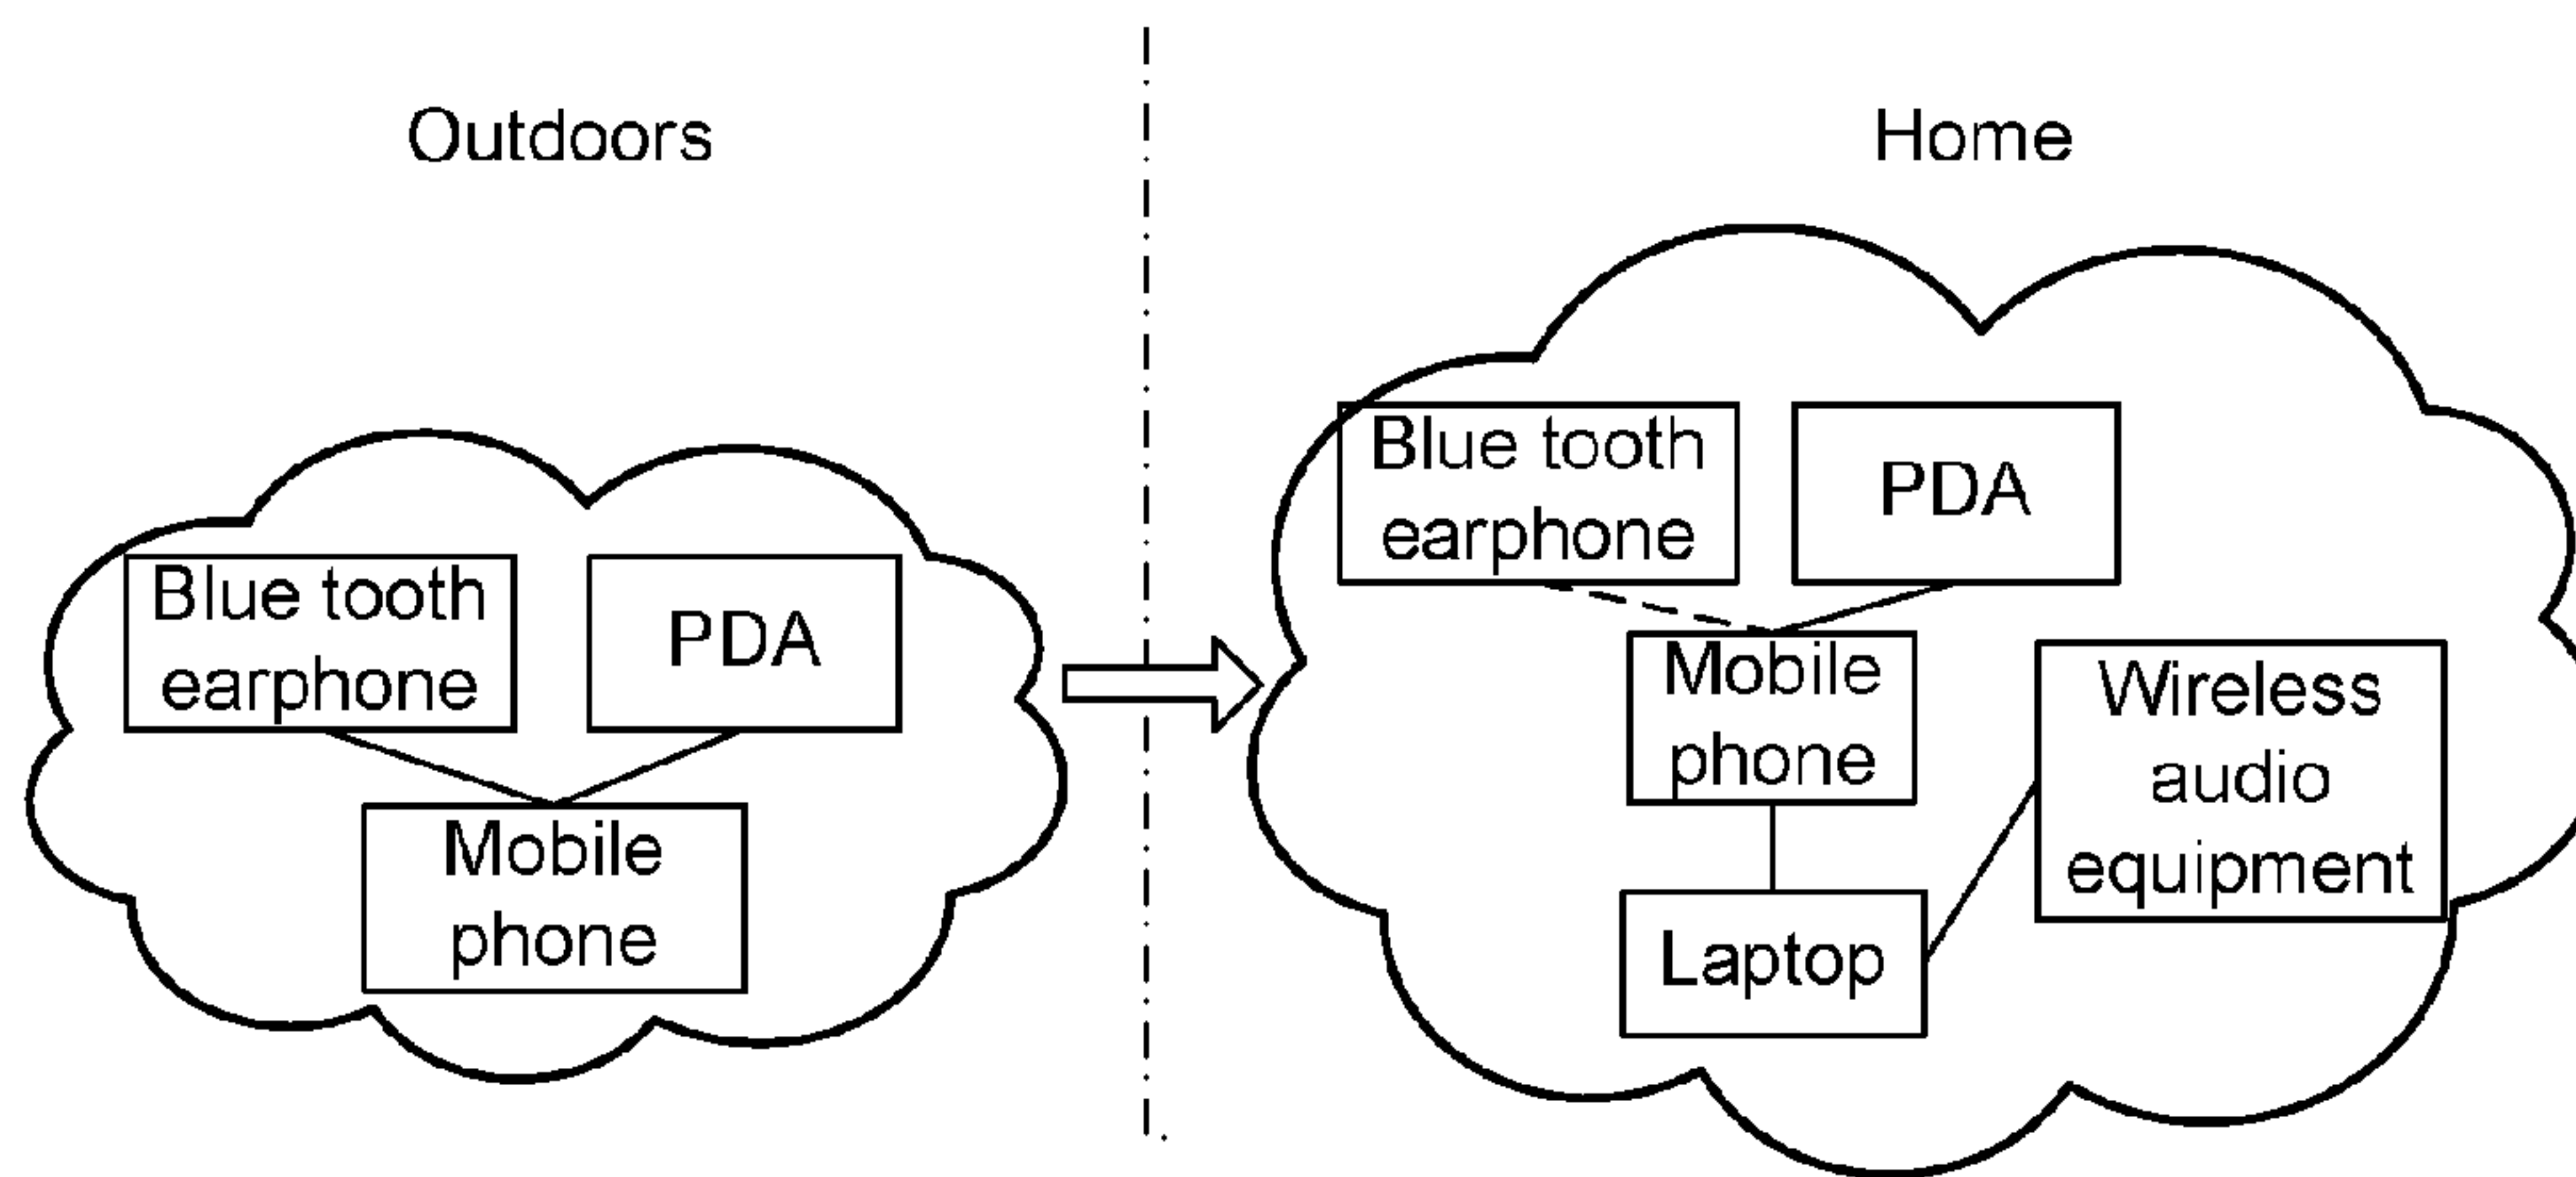 Outdoors
Home
Blue tooth
earphone
PDA
Mobile
phone
Blue tooth
earphone
PDA
Mobile
phone
Wireless
audio
equipment
Laptop